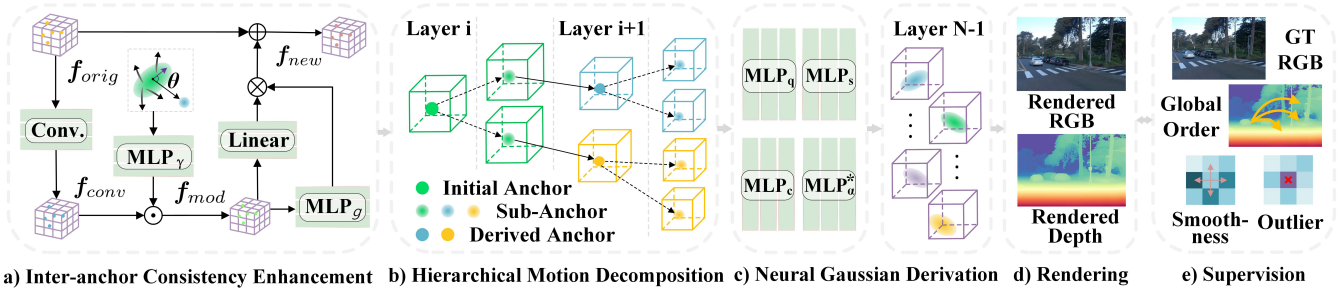 f_orig
f_new
θ
Conv.
MLP_γ
Linear
f_conv
f_mod
MLP_g
a) Inter-anchor Consistency Enhancement
Layer i
Layer i+1
Initial Anchor
Sub-Anchor
Derived Anchor
b) Hierarchical Motion Decomposition
MLP_q
MLP_s
MLP_c
MLP_α^*
c) Neural Gaussian Derivation
Layer N-1
Rendered
RGB
Rendered
Depth
d) Rendering
GT
RGB
Global
Order
Smooth-
ness
Outlier
e) Supervision